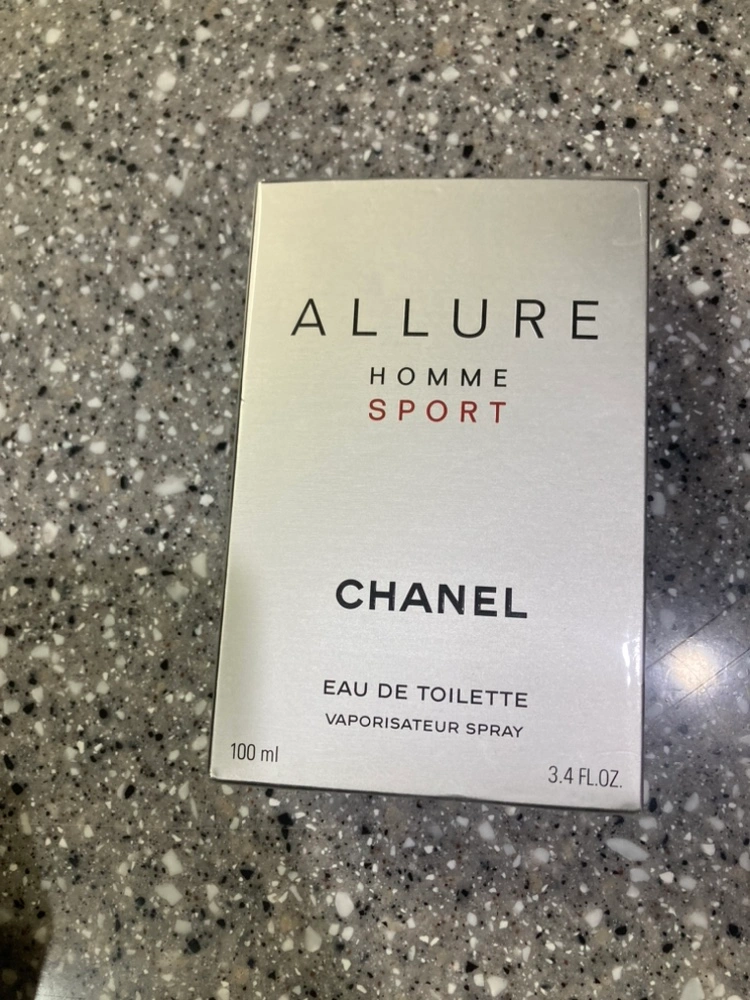 ALLURE
HOMME
SPORT
CHANEL
EAU DE TOILETTE
VAPORISATEUR SPRAY
100 ml
3.4 FL.OZ.